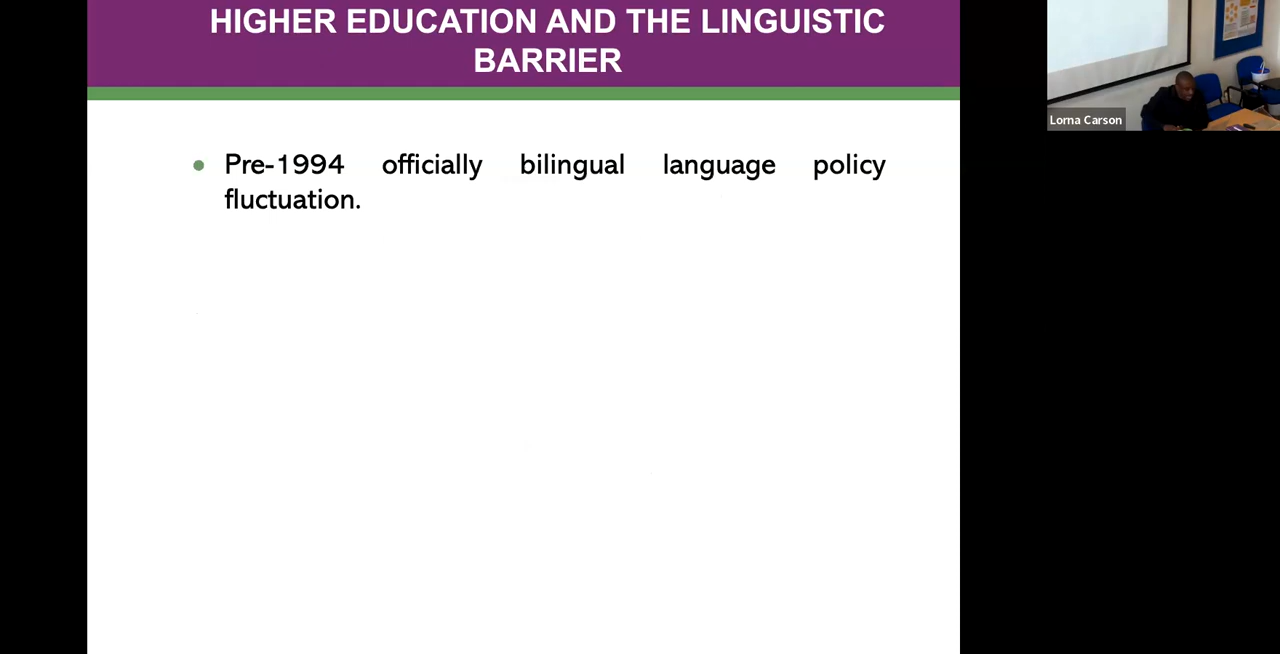 HIGHER EDUCATION AND THE LINGUISTIC
BARRIER
Pre-1994 officially bilingual language policy
fluctuation.
Lorna Carson